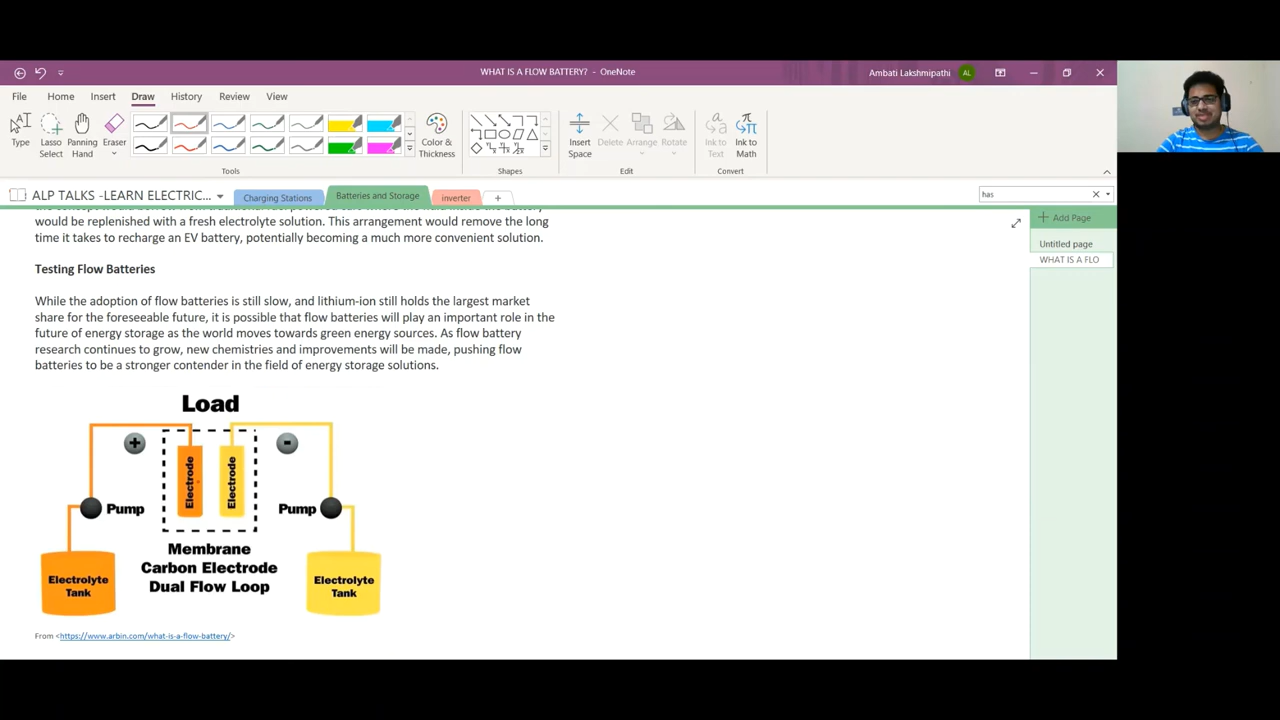 WHAT IS A FLOW BATTERY? - OneNote
Ambati Lakshmipathi
AL
File
Home
Insert
Draw
History
Review
View
Type
Lasso
Select
Panning
Hand
Eraser
Color &
Thickness
Insert
Space
Delete
Arrange
Rotate
Ink to
Text
Ink to
Math
Tools
Shapes
Edit
Convert
ALP TALKS -LEARN ELECTRIC...
Charging Stations
Batteries and Storage
inverter
has
Add Page
Untitled page
WHAT IS A FLO
would be replenished with a fresh electrolyte solution. This arrangement would remove the long
time it takes to recharge an EV battery, potentially becoming a much more convenient solution.
Testing Flow Batteries
While the adoption of flow batteries is still slow, and lithium-ion still holds the largest market
share for the foreseeable future, it is possible that flow batteries will play an important role in the
future of energy storage as the world moves towards green energy sources. As flow battery
research continues to grow, new chemistries and improvements will be made, pushing flow
batteries to be a stronger contender in the field of energy storage solutions.
Load
+
-
Electrode
Electrode
Pump
Pump
Membrane
Carbon Electrode
Dual Flow Loop
Electrolyte
Tank
Electrolyte
Tank
From <https://www.arbin.com/what-is-a-flow-battery/>